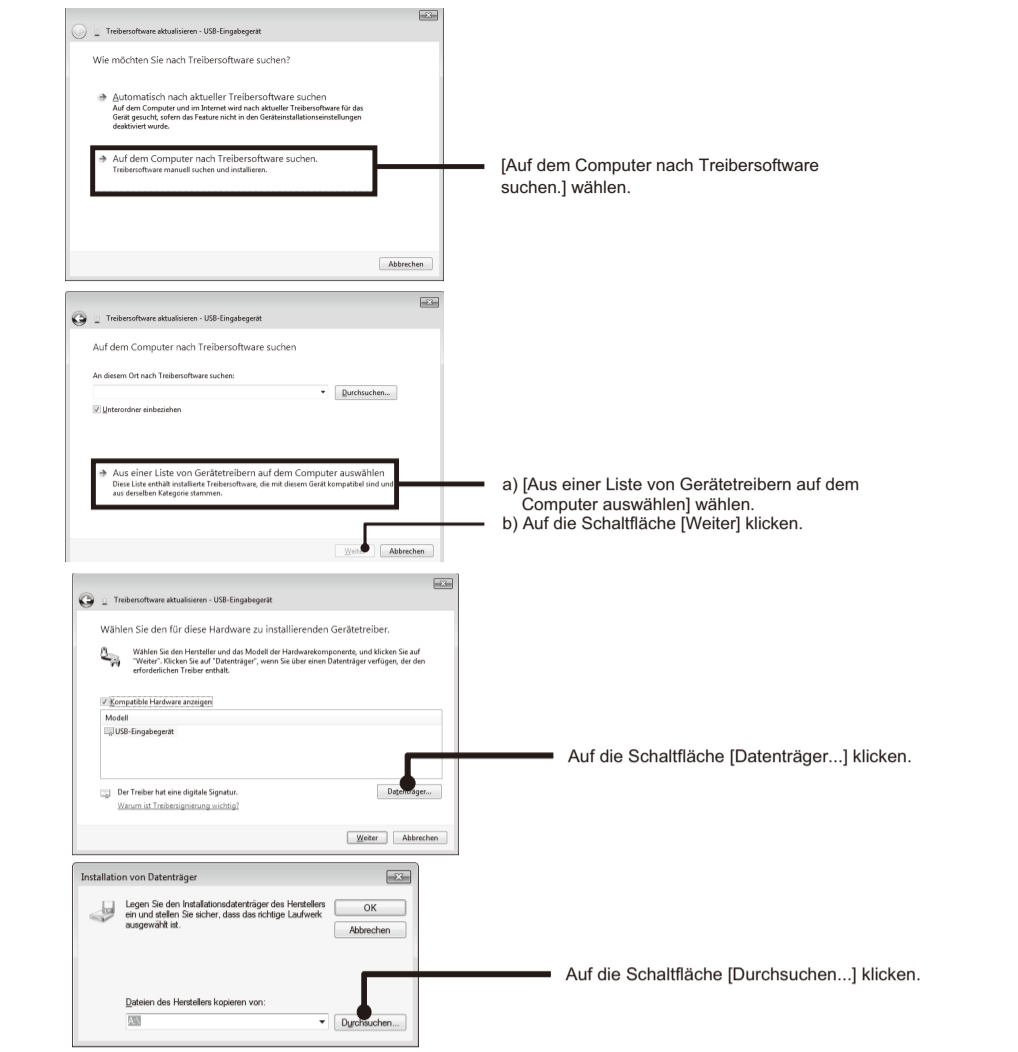 Treibersoftware aktualisieren - USB-Eingabegerät
Wie möchten Sie nach Treibersoftware suchen?
Automatisch nach aktueller Treibersoftware suchen
Auf dem Computer und im Internet wird nach aktueller Treibersoftware für das
Gerät gesucht, sofern das Feature nicht in den Geräteinstallationseinstellungen
deaktiviert wurde.
Auf dem Computer nach Treibersoftware suchen.
Treibersoftware manuell suchen und installieren.
[Auf dem Computer nach Treibersoftware
suchen.] wählen.
Abbrechen
Treibersoftware aktualisieren - USB-Eingabegerät
Auf dem Computer nach Treibersoftware suchen
An diesem Ort nach Treibersoftware suchen:
Durchsuchen...
Unterordner einbeziehen
Aus einer Liste von Gerätetreibern auf dem Computer auswählen
Diese Liste enthält installierte Treibersoftware, die mit diesem Gerät kompatibel sind und
aus derselben Kategorie stammen.
a) [Aus einer Liste von Gerätetreibern auf dem
Computer auswählen] wählen.
b) Auf die Schaltfläche [Weiter] klicken.
Weiter Abbrechen
Treibersoftware aktualisieren - USB-Eingabegerät
Wählen Sie den für diese Hardware zu installierenden Gerätetreiber.
Wählen Sie den Hersteller und das Modell der Hardwarekomponente, und klicken Sie auf
"Weiter". Klicken Sie auf "Datenträger", wenn Sie über einen Datenträger verfügen, der den
erforderlichen Treiber enthält.
Kompatible Hardware anzeigen
Modell
USB-Eingabegerät
Auf die Schaltfläche [Datenträger...] klicken.
Der Treiber hat eine digitale Signatur.
Datenträger...
Warum ist Treibersignierung wichtig?
Weiter Abbrechen
Installation von Datenträger
Legen Sie den Installationsdatenträger des Herstellers
ein und stellen Sie sicher, dass das richtige Laufwerk
ausgewählt ist.
OK
Abbrechen
Auf die Schaltfläche [Durchsuchen...] klicken.
Dateien des Herstellers kopieren von:
A:\
Durchsuchen...